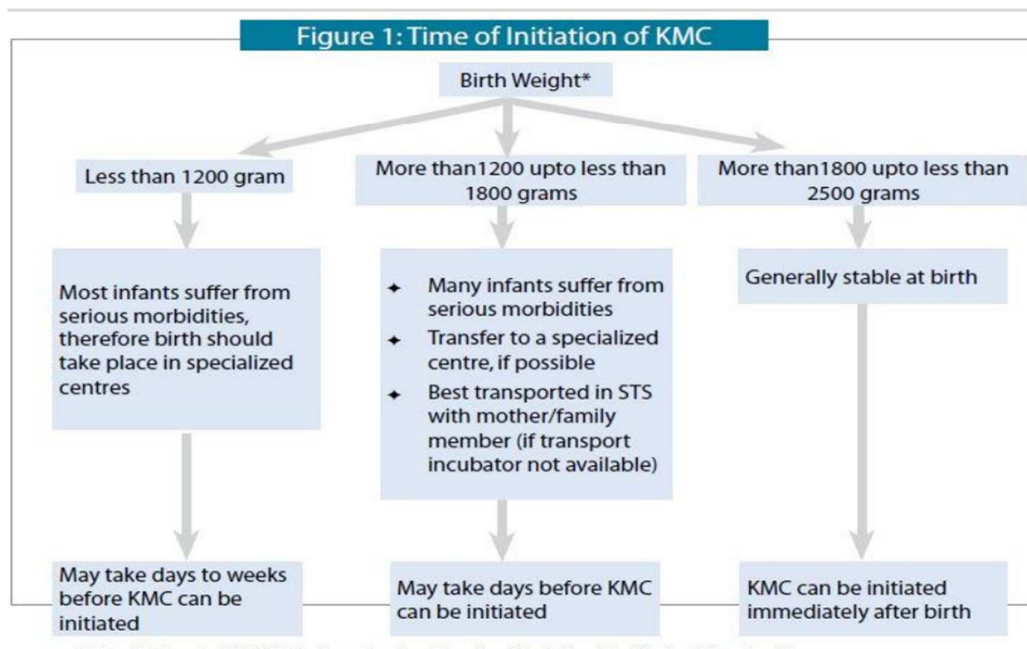 Figure 1: Time of Initiation of KMC
Birth Weight*
Less than 1200 gram
More than1200 upto less than
1800 grams
More than1800 upto less than
2500 grams
Most infants suffer from
serious morbidities,
therefore birth should
take place in specialized
centres
✦ Many infants suffer from
serious morbidities
✦ Transfer to a specialized
centre, if possible
✦ Best transported in STS
with mother/family
member (if transport
incubator not available)
Generally stable at birth
May take days to weeks
before KMC can be
initiated
May take days before KMC
can be initiated
KMC can be initiated
immediately after birth